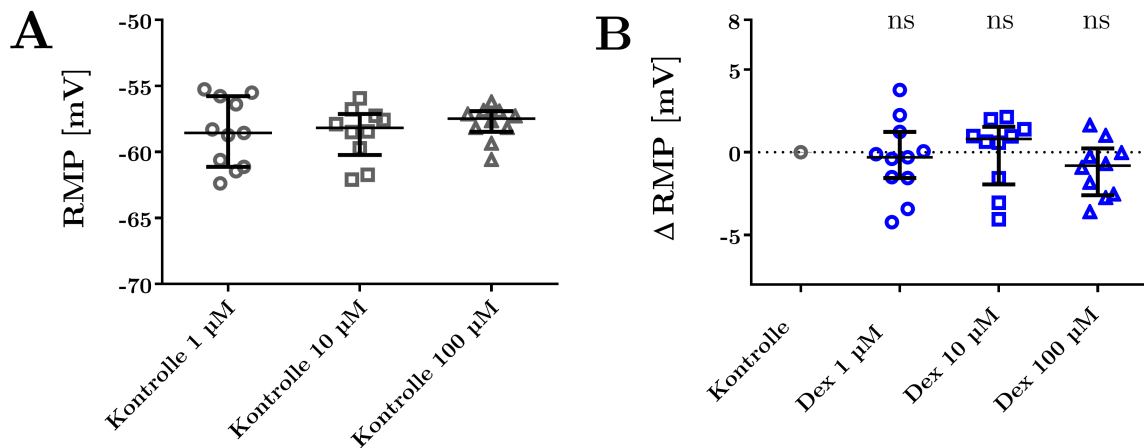 A
RMP [mV]
-50
-55
-60
-65
-70
Kontrolle 1 µM
Kontrolle 10 µM
Kontrolle 100 µM
B
Δ RMP [mV]
8
5
0
-5
ns
ns
ns
Kontrolle
Dex 1 µM
Dex 10 µM
Dex 100 µM